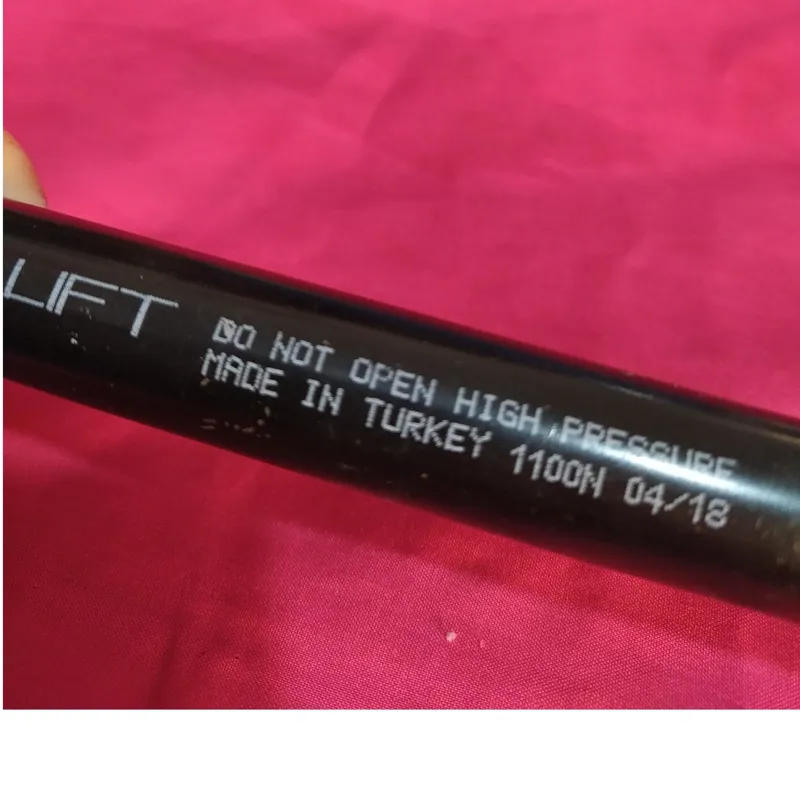 LIFT
DO NOT OPEN HIGH PRESSURE
MADE IN TURKEY 1100N 04/18